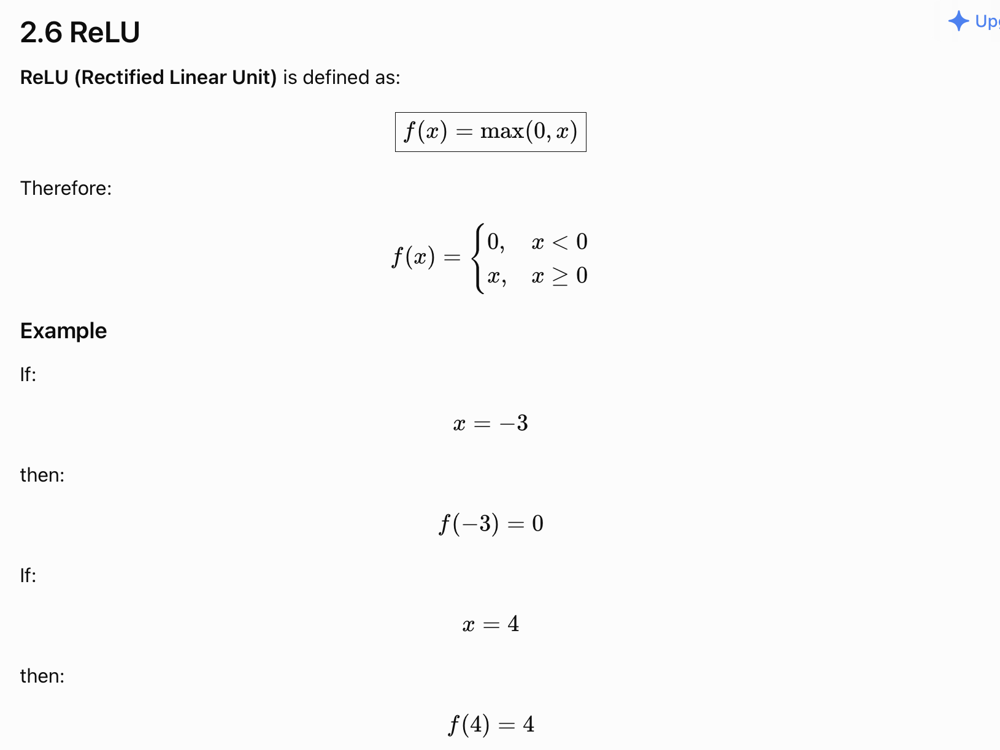 2.6 ReLU
Upg
ReLU (Rectified Linear Unit) is defined as:
f(x) = max(0, x)
Therefore:
f(x) = { 0, x < 0
x, x ≥ 0
Example
If:
x = −3
then:
f(−3) = 0
If:
x = 4
then:
f(4) = 4